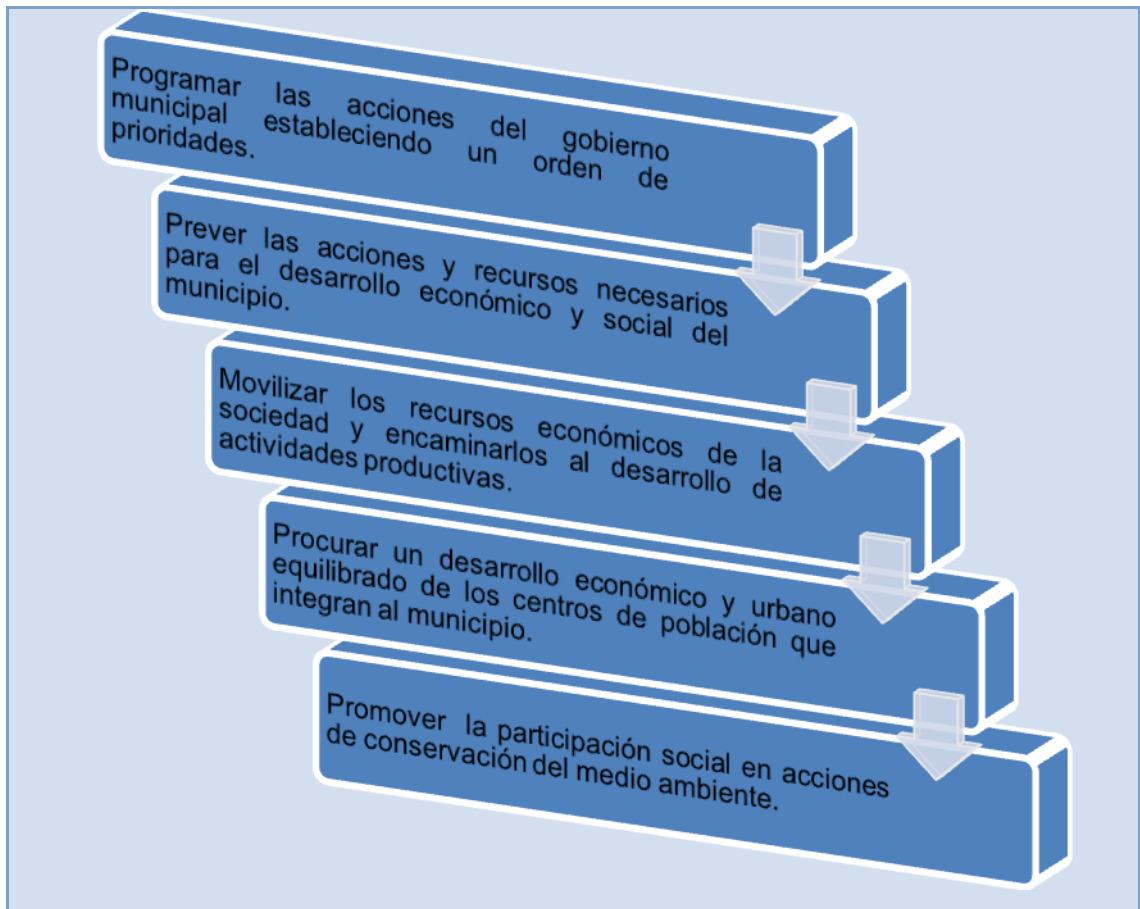 Programar las acciones del gobierno
municipal estableciendo un orden de
prioridades.
Prever las acciones y recursos necesarios
para el desarrollo económico y social del
municipio.
Movilizar los recursos económicos de la
sociedad y encaminarlos al desarrollo de
actividades productivas.
Procurar un desarrollo económico y urbano
equilibrado de los centros de población que
integran al municipio.
Promover la participación social en acciones
de conservación del medio ambiente.